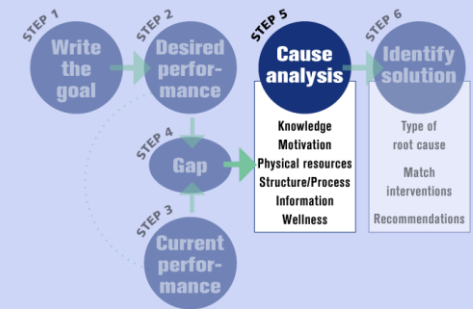 STEP 1
Write
the
goal
STEP 2
Desired
perfor-
mance
STEP 4
Gap
STEP 3
Current
perfor-
mance
STEP 5
Cause
analysis
Knowledge
Motivation
Physical resources
Structure/Process
Information
Wellness
STEP 6
Identify
solution
Type of
root cause
Match
interventions
Recommendations